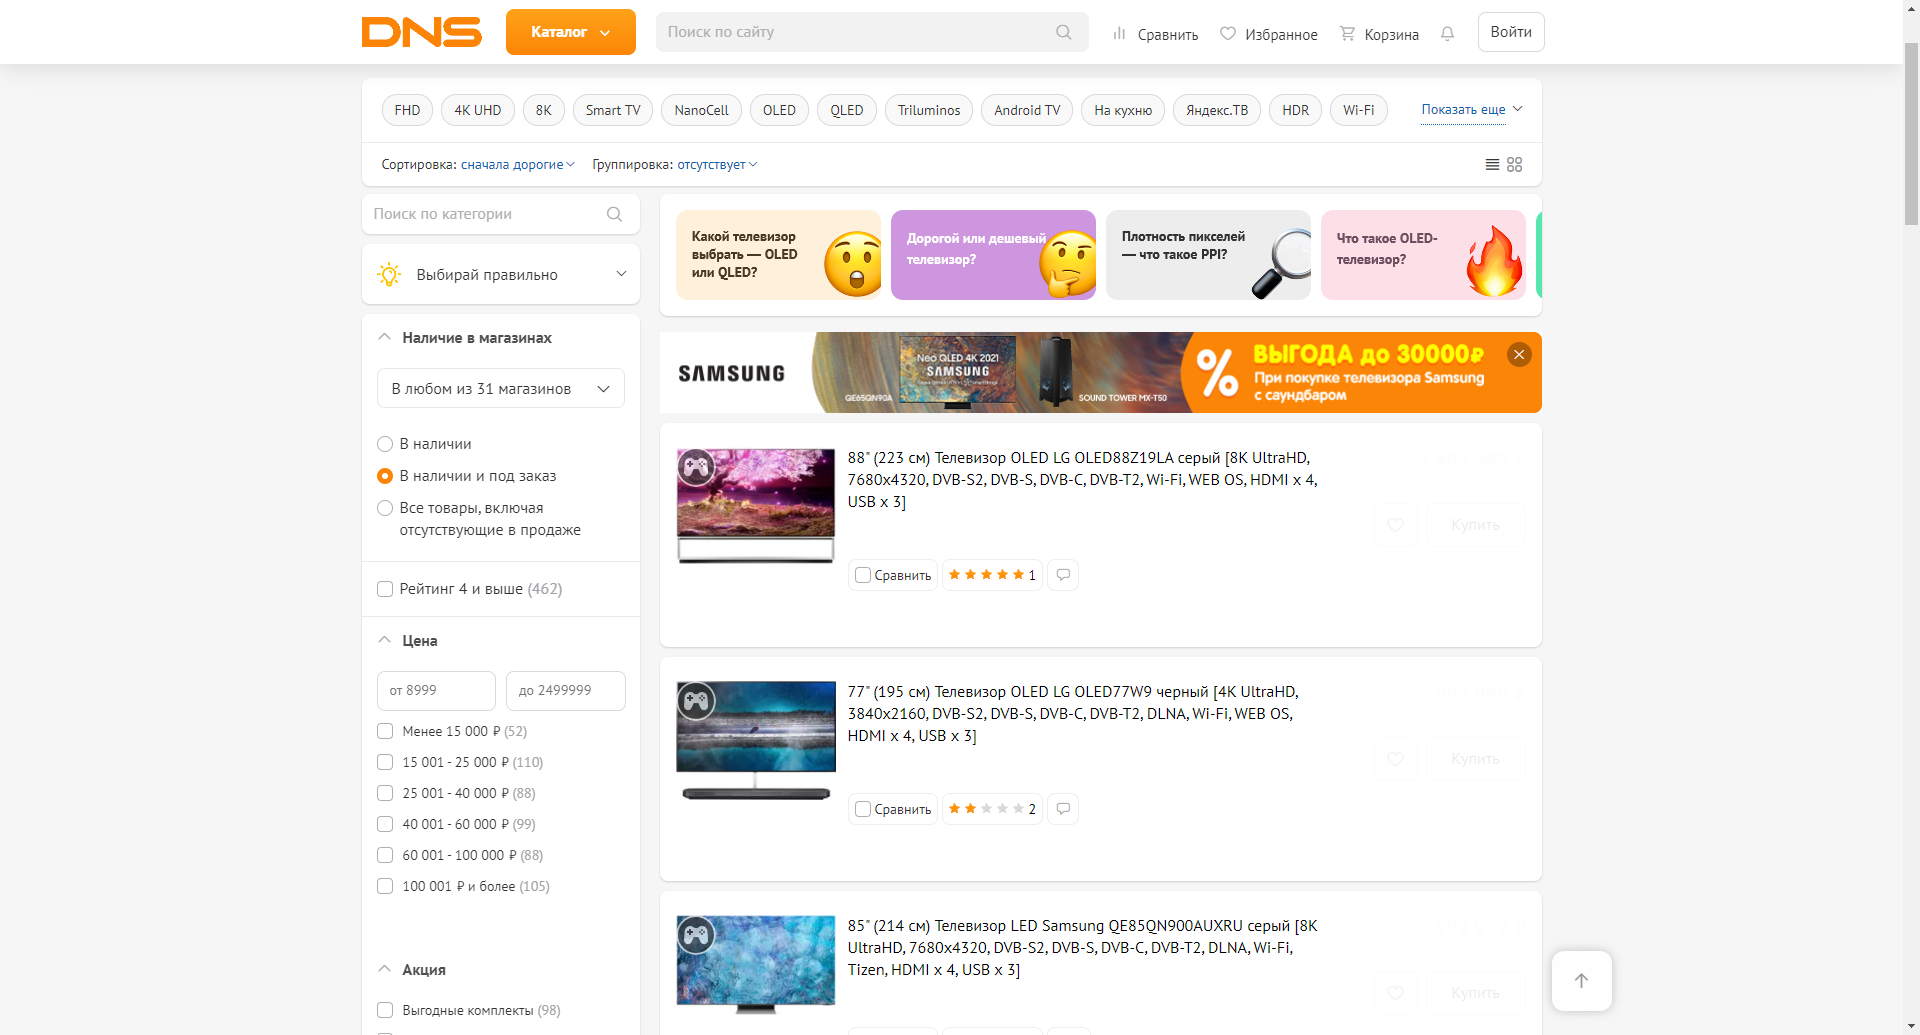 DNS
Каталог
Поиск по сайту
Сравнить
Избранное
Корзина
Войти
FHD
4K UHD
8K
Smart TV
NanoCell
OLED
QLED
Triluminos
Android TV
На кухню
Яндекс.ТВ
HDR
Wi-Fi
Показать еще
Сортировка: сначала дорогие
Группировка: отсутствует
Поиск по категории
Выбирай правильно
Наличие в магазинах
В любом из 31 магазинов
В наличии
В наличии и под заказ
Все товары, включая
отсутствующие в продаже
Рейтинг 4 и выше (462)
Цена
от 8999
до 2499999
Менее 15 000 ₽ (52)
15 001 - 25 000 ₽ (110)
25 001 - 40 000 ₽ (88)
40 001 - 60 000 ₽ (99)
60 001 - 100 000 ₽ (88)
100 001 ₽ и более (105)
Акция
Выгодные комплекты (98)
Какой телевизор
выбрать — OLED
или QLED?
Дорогой или дешевый
телевизор?
Плотность пикселей
— что такое PPI?
Что такое OLED-
телевизор?
SAMSUNG
Neo QLED 4K 2021
SAMSUNG
QE65QN90A
SOUND TOWER MX-T50
%
ВЫГОДА до 30000₽
При покупке телевизора Samsung
с саундбаром
88" (223 см) Телевизор OLED LG OLED88Z19LA серый [8K UltraHD,
7680x4320, DVB-S2, DVB-S, DVB-C, DVB-T2, Wi-Fi, WEB OS, HDMI x 4,
USB x 3]
Купить
Сравнить
1
77" (195 см) Телевизор OLED LG OLED77W9 черный [4K UltraHD,
3840x2160, DVB-S2, DVB-S, DVB-C, DVB-T2, DLNA, Wi-Fi, WEB OS,
HDMI x 4, USB x 3]
Купить
Сравнить
2
85" (214 см) Телевизор LED Samsung QE85QN900AUXRU серый [8K
UltraHD, 7680x4320, DVB-S2, DVB-S, DVB-C, DVB-T2, DLNA, Wi-Fi,
Tizen, HDMI x 4, USB x 3]
Купить